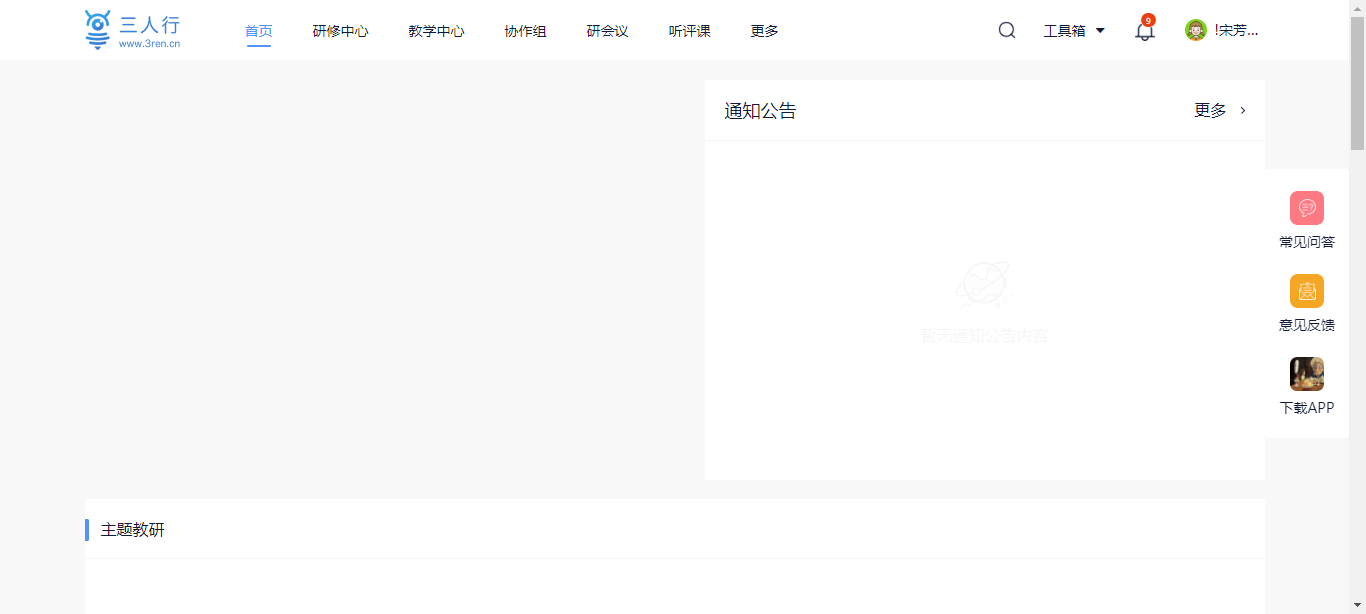 三人行
www.3ren.cn
首页 研修中心 教学中心 协作组 研会议 听评课 更多
工具箱
9
!宋芳...
通知公告
更多
暂无通知公告内容
常见问答
意见反馈
下载APP
主题教研